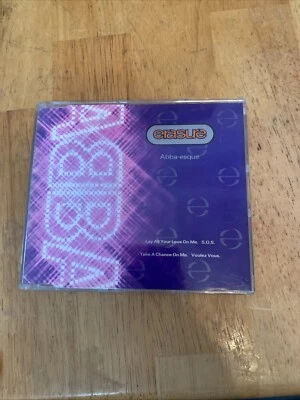 ABBA
erasure
Abba-esque
Lay All Your Love On Me. S.O.S.
Take A Chance On Me. Voulez Vous.